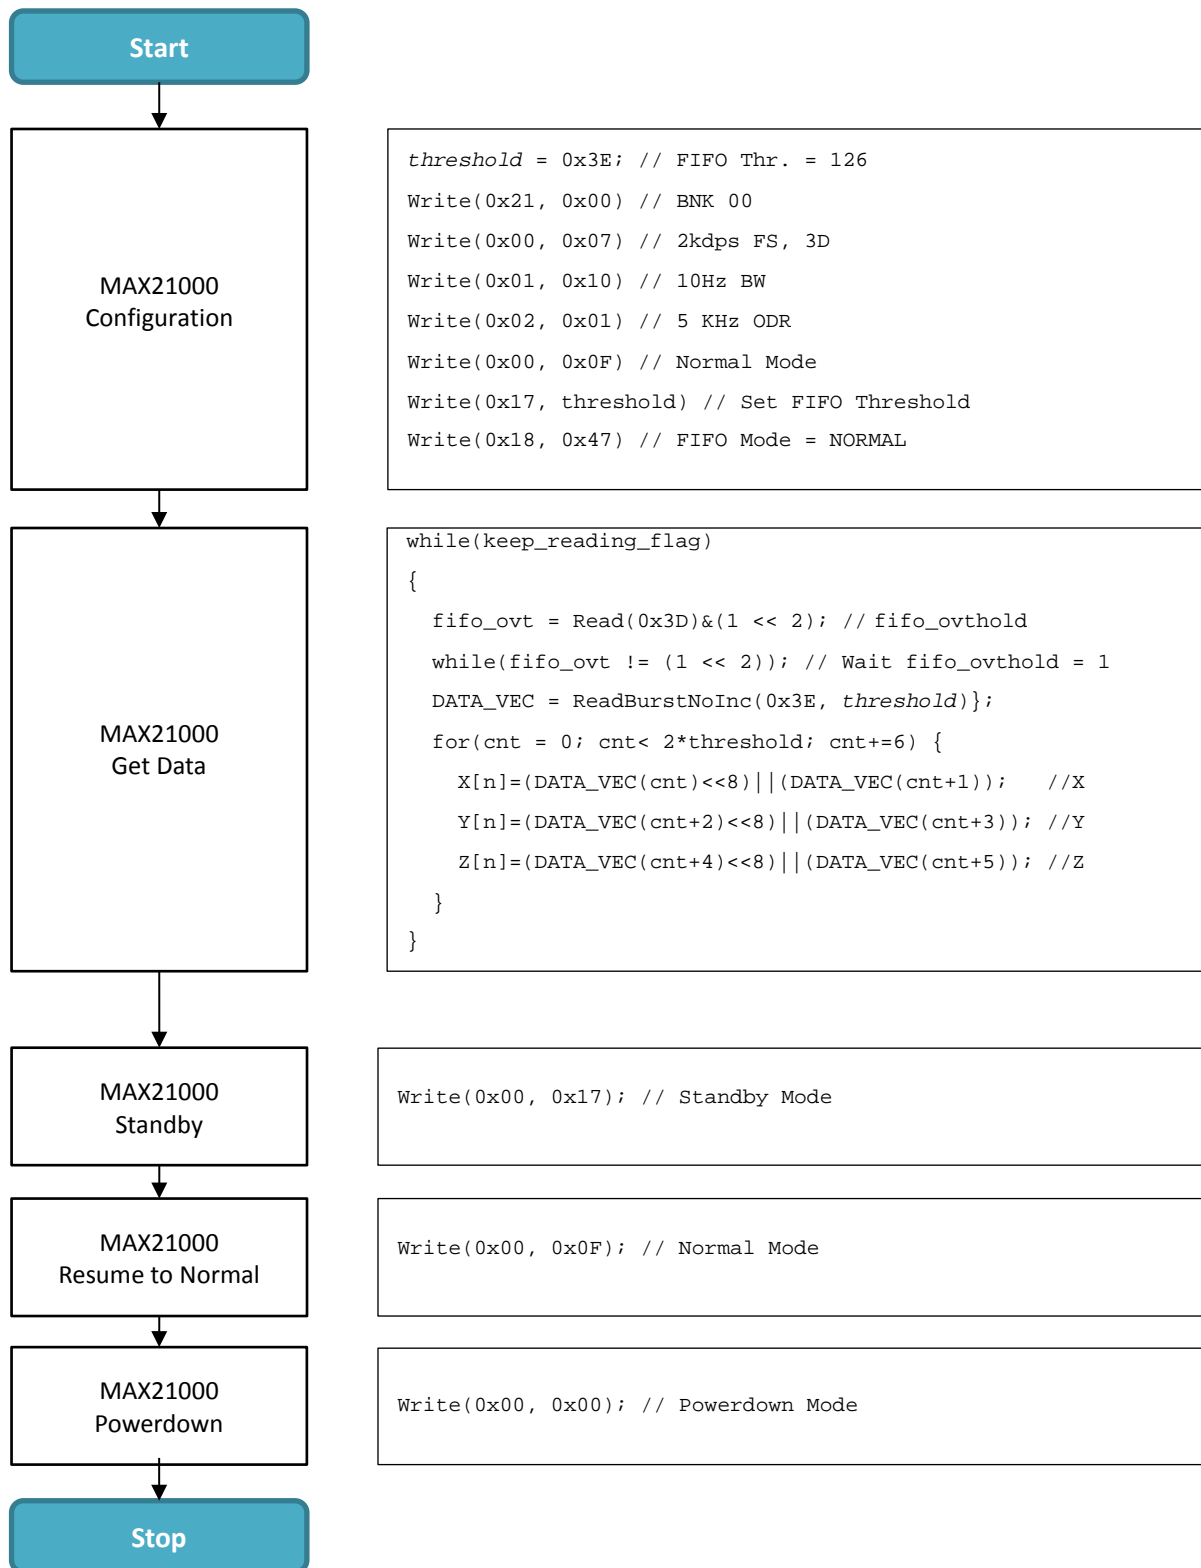 Start
MAX21000
Configuration
threshold = 0x3E; // FIFO Thr. = 126
Write(0x21, 0x00) // BNK 00
Write(0x00, 0x07) // 2kdps FS, 3D
Write(0x01, 0x10) // 10Hz BW
Write(0x02, 0x01) // 5 KHz ODR
Write(0x00, 0x0F) // Normal Mode
Write(0x17, threshold) // Set FIFO Threshold
Write(0x18, 0x47) // FIFO Mode = NORMAL
MAX21000
Get Data
while(keep_reading_flag)
{
fifo_ovt = Read(0x3D)&(1 << 2); // fifo_ovthold
while(fifo_ovt != (1 << 2)); // Wait fifo_ovthold = 1
DATA_VEC = ReadBurstNoInc(0x3E, threshold)};
for(cnt = 0; cnt< 2*threshold; cnt+=6) {
X[n]=(DATA_VEC(cnt)<<8)||(DATA_VEC(cnt+1)); //X
Y[n]=(DATA_VEC(cnt+2)<<8)||(DATA_VEC(cnt+3)); //Y
Z[n]=(DATA_VEC(cnt+4)<<8)||(DATA_VEC(cnt+5)); //Z
}
}
MAX21000
Standby
Write(0x00, 0x17); // Standby Mode
MAX21000
Resume to Normal
Write(0x00, 0x0F); // Normal Mode
MAX21000
Powerdown
Write(0x00, 0x00); // Powerdown Mode
Stop